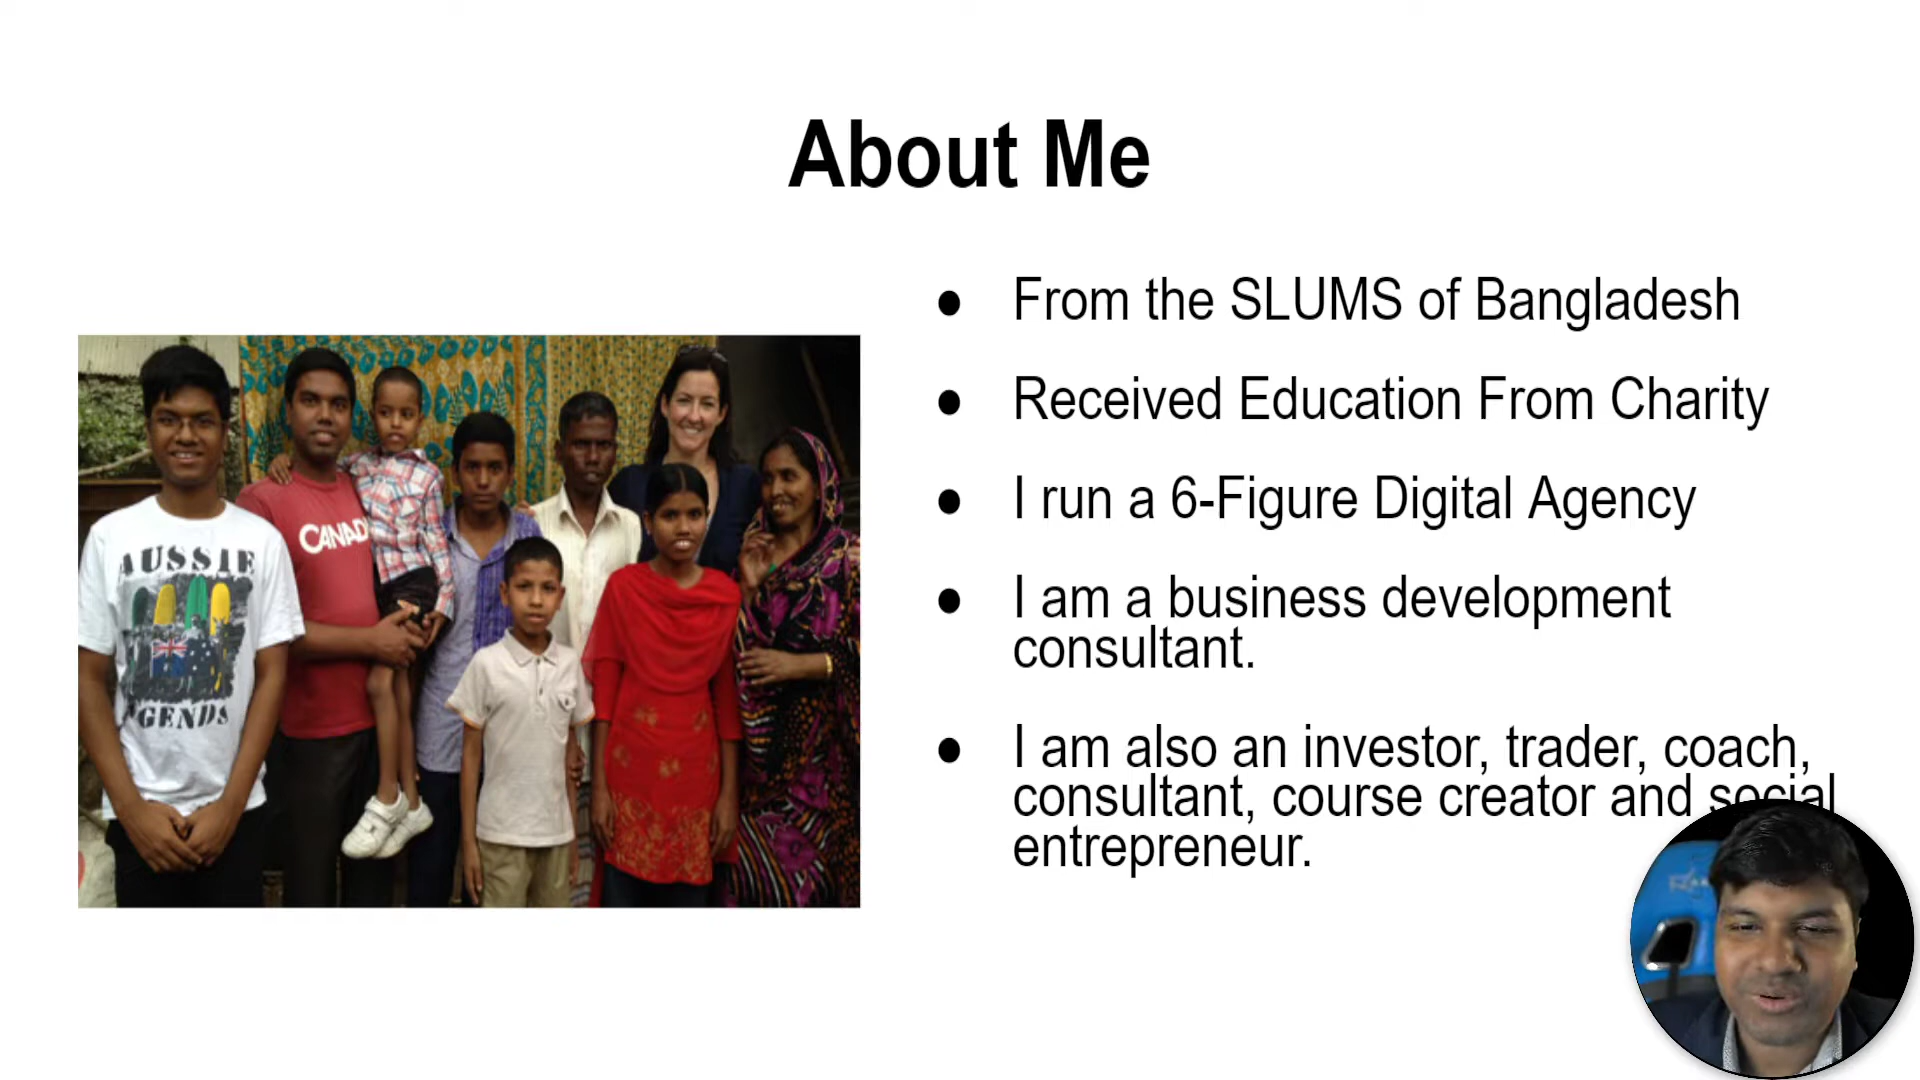 About Me
● From the SLUMS of Bangladesh
● Received Education From Charity
● I run a 6-Figure Digital Agency
● I am a business development
consultant.
● I am also an investor, trader, coach,
consultant, course creator and social
entrepreneur.
AUSSIE
GENDS
CANAD